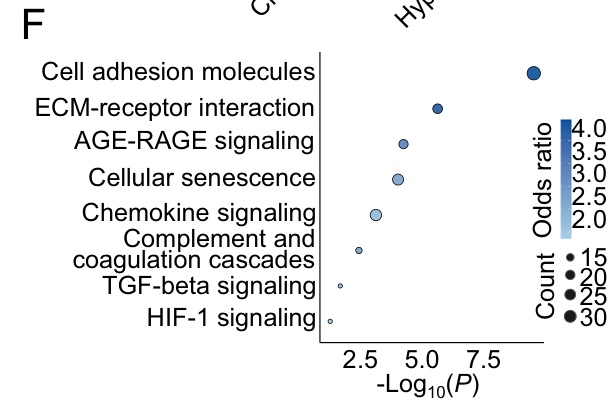 F
Cell adhesion molecules
ECM-receptor interaction
AGE-RAGE signaling
Cellular senescence
Chemokine signaling
Complement and
coagulation cascades
TGF-beta signaling
HIF-1 signaling
2.5 5.0 7.5
-Log10(P)
Odds ratio
4.0
3.5
3.0
2.5
2.0
Count
15
20
25
30